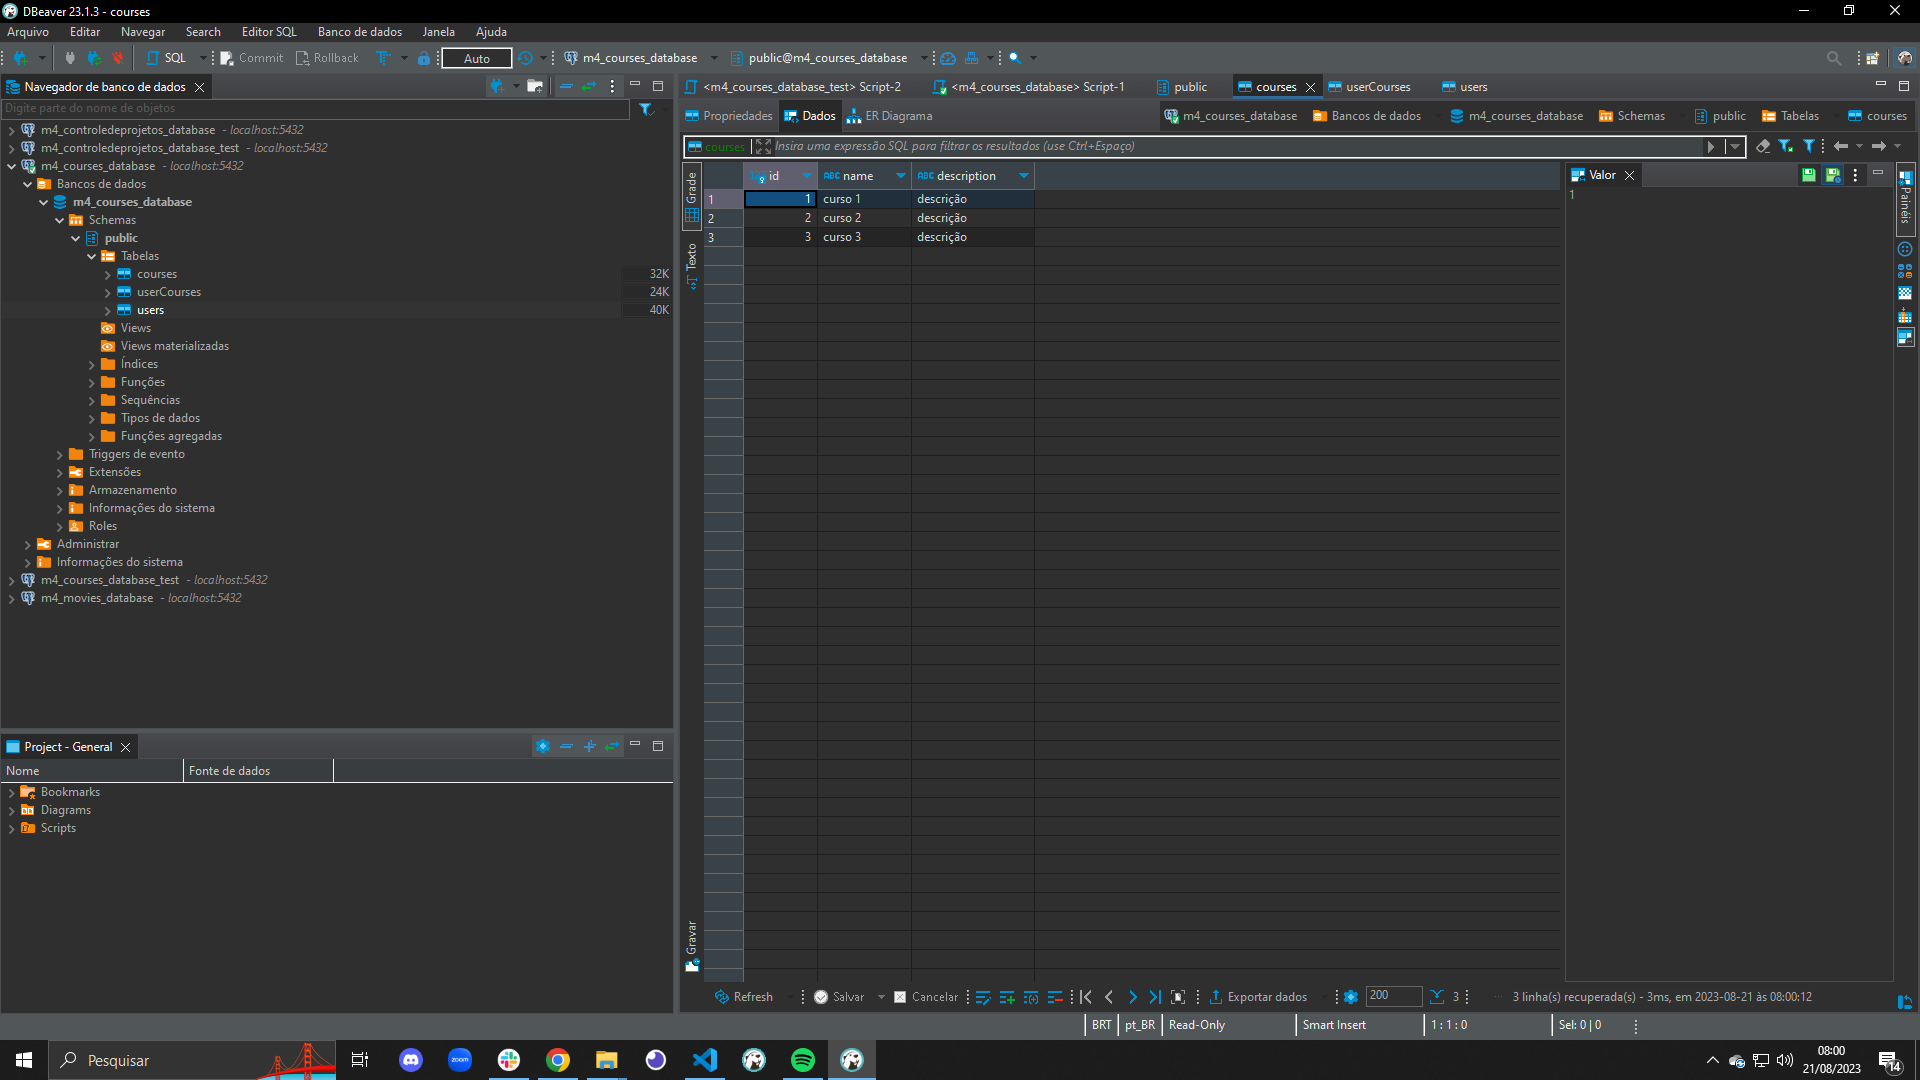 DBeaver 23.1.3 - courses
Arquivo Editar Navegar Search Editor SQL Banco de dados Janela Ajuda
SQL Commit Rollback Auto m4_courses_database public@m4_courses_database
Navegador de banco de dados
Digite parte do nome de objetos
m4_controledeprojetos_database - localhost:5432
m4_controledeprojetos_database_test - localhost:5432
m4_courses_database - localhost:5432
Bancos de dados
m4_courses_database
Schemas
public
Tabelas
courses 32K
userCourses 24K
users 40K
Views
Views materializadas
Índices
Funções
Sequências
Tipos de dados
Funções agregadas
Triggers de evento
Extensões
Armazenamento
Informações do sistema
Roles
Administrar
Informações do sistema
m4_courses_database_test - localhost:5432
m4_movies_database - localhost:5432
Project - General
Nome Fonte de dados
Bookmarks
Diagrams
Scripts
<m4_courses_database_test> Script-2 <m4_courses_database> Script-1 public courses userCourses users
Propriedades Dados ER Diagrama m4_courses_database Bancos de dados m4_courses_database Schemas public Tabelas courses
courses Insira uma expressão SQL para filtrar os resultados (use Ctrl+Espaço)
Grade
Texto
Gravar
id name description
1 1 curso 1 descrição
2 2 curso 2 descrição
3 3 curso 3 descrição
Valor
1
Painéis
Refresh Salvar Cancelar Exportar dados 200 3 3 linha(s) recuperada(s) - 3ms, em 2023-08-21 às 08:00:12
BRT pt_BR Read-Only Smart Insert 1 : 1 : 0 Sel: 0 | 0
Pesquisar
zoom
08:00
21/08/2023
14